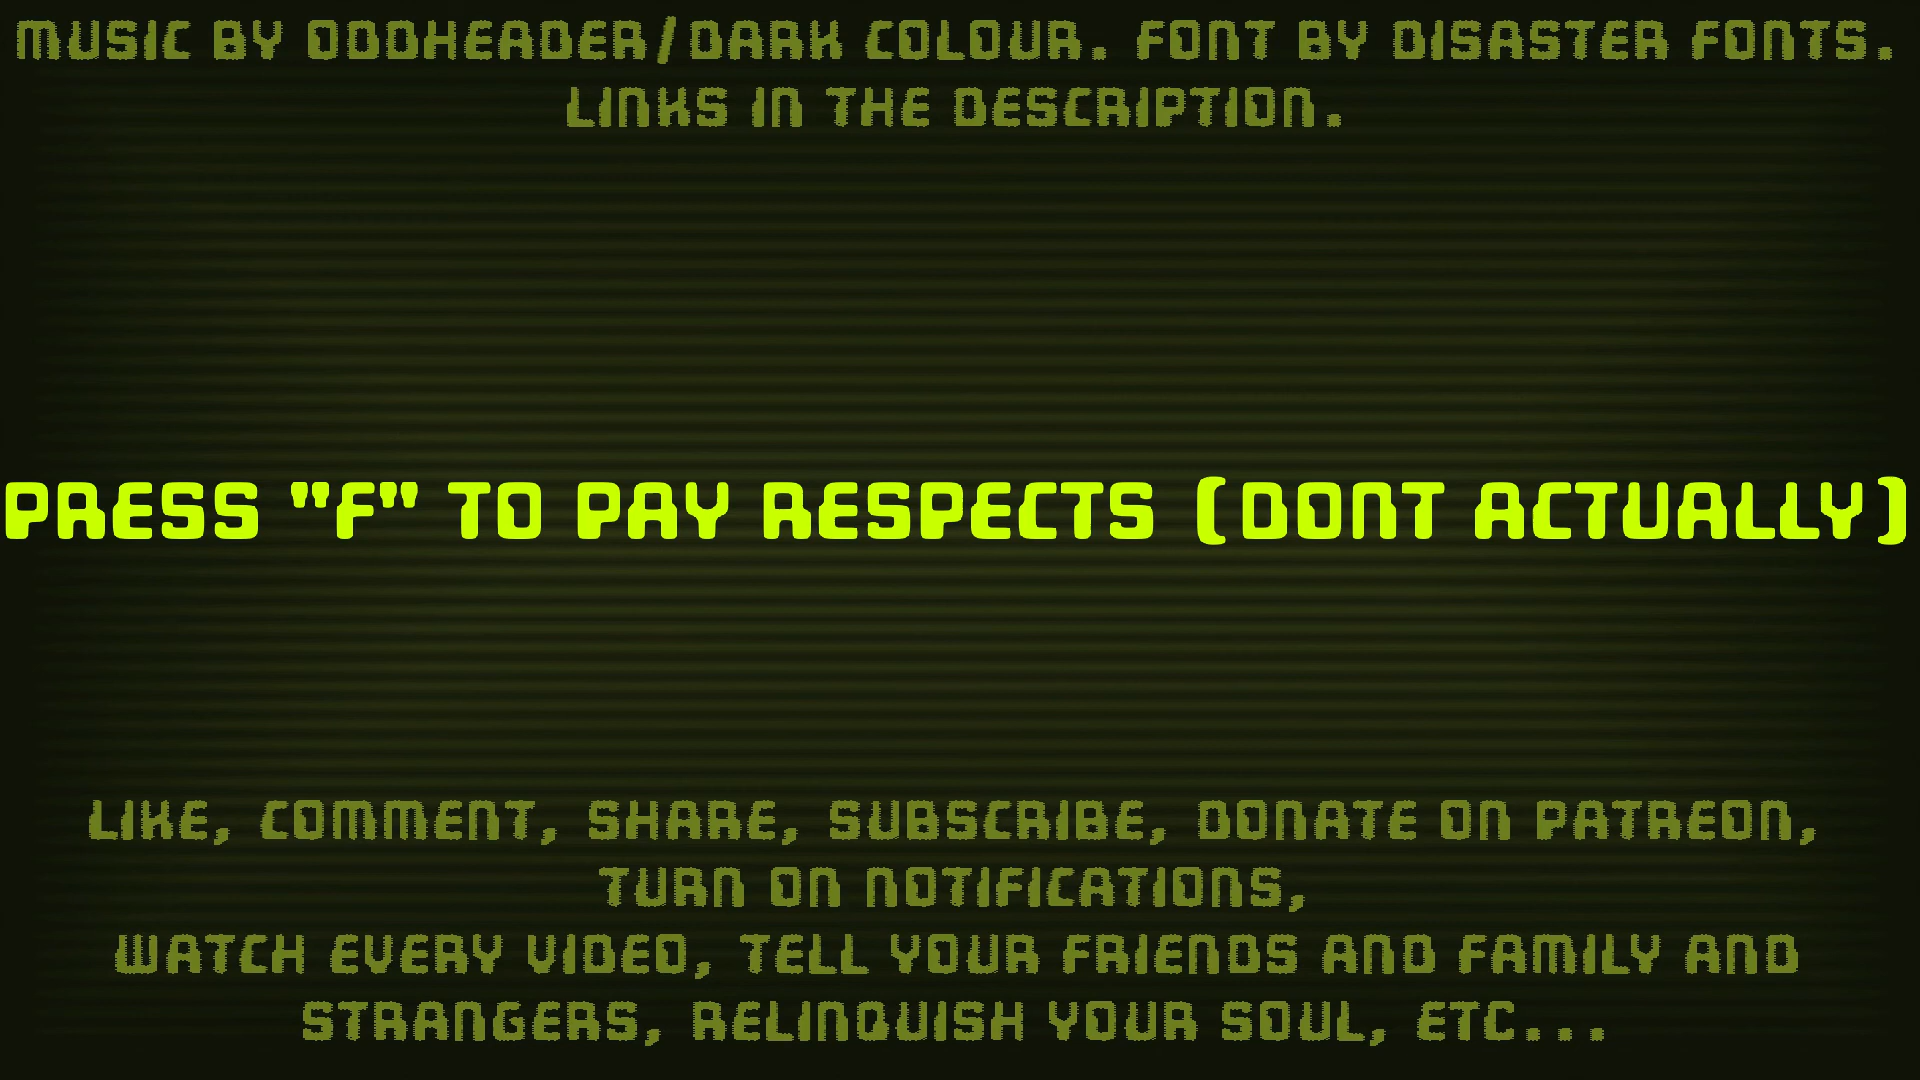 MUSIC BY ODDHEADER/DARK COLOUR. FONT BY DISASTER FONTS.
LINKS IN THE DESCRIPTION.
PRESS "F" TO PAY RESPECTS (DONT ACTUALLY)
LIKE, COMMENT, SHARE, SUBSCRIBE, DONATE ON PATREON,
TURN ON NOTIFICATIONS,
WATCH EVERY VIDEO, TELL YOUR FRIENDS AND FAMILY AND
STRANGERS, RELINQUISH YOUR SOUL, ETC...